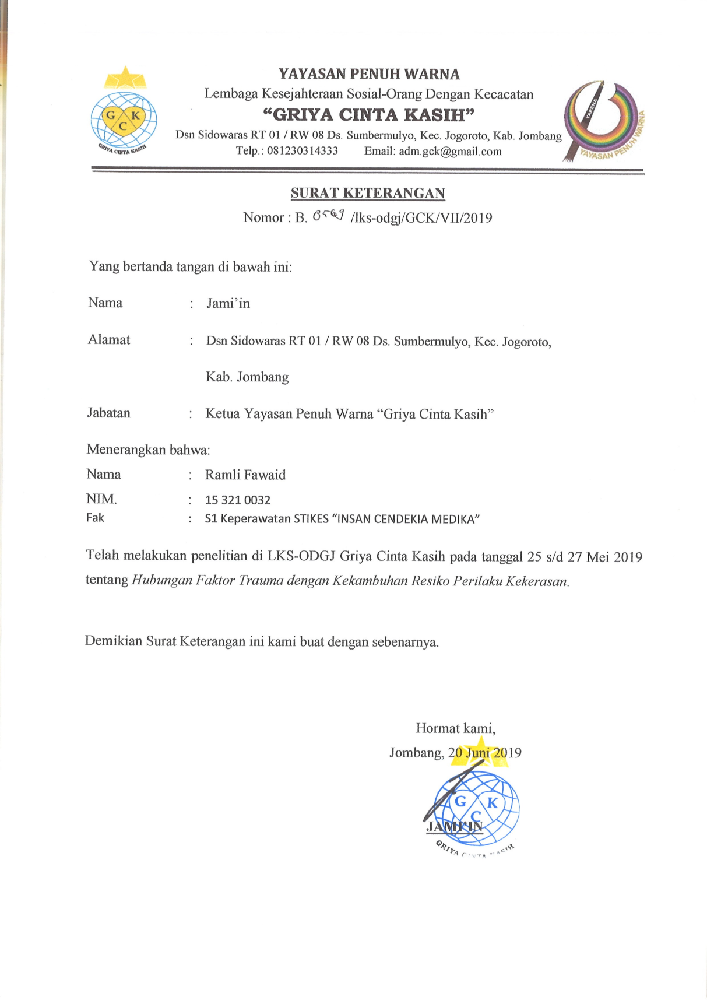 YAYASAN PENUH WARNA
Lembaga Kesejahteraan Sosial-Orang Dengan Kecacatan
“GRIYA CINTA KASIH”
Dsn Sidowaras RT 01 / RW 08 Ds. Sumbermulyo, Kec. Jogoroto, Kab. Jombang
Telp.: 081230314333 Email: adm.gck@gmail.com
G K
C
GRIYA CINTA KASIH
YAPENA
YAYASAN PENUH WARNA
SURAT KETERANGAN
Nomor : B. 0569 /lks-odgj/GCK/VII/2019
Yang bertanda tangan di bawah ini:
Nama : Jami’in
Alamat : Dsn Sidowaras RT 01 / RW 08 Ds. Sumbermulyo, Kec. Jogoroto,
Kab. Jombang
Jabatan : Ketua Yayasan Penuh Warna “Griya Cinta Kasih”
Menerangkan bahwa:
Nama : Ramli Fawaid
NIM. : 15 321 0032
Fak : S1 Keperawatan STIKES “INSAN CENDEKIA MEDIKA”
Telah melakukan penelitian di LKS-ODGJ Griya Cinta Kasih pada tanggal 25 s/d 27 Mei 2019
tentang Hubungan Faktor Trauma dengan Kekambuhan Resiko Perilaku Kekerasan.
Demikian Surat Keterangan ini kami buat dengan sebenarnya.
Hormat kami,
Jombang, 20 Juni 2019
G K
C
JAMI’IN
GRIYA CINTA KASIH